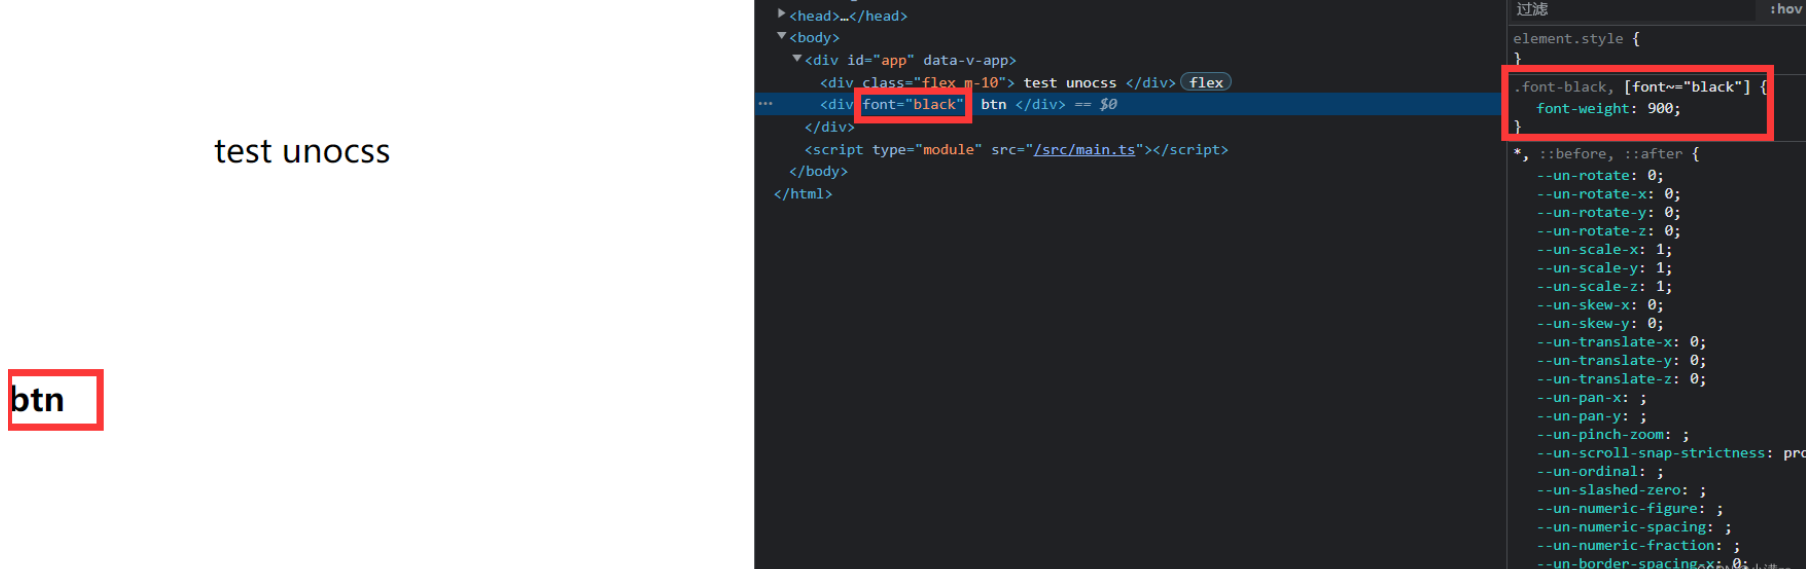 test unocss
btn
<head>…</head>
<body>
<div id="app" data-v-app>
<div class="flex m-10"> test unocss </div> flex
··· <div font="black" btn </div> == $0
</div>
<script type="module" src="/src/main.ts"></script>
</body>
</html>
过滤 :hov
element.style {
}
.font-black, [font~="black"] {
font-weight: 900;
}
*, ::before, ::after {
--un-rotate: 0;
--un-rotate-x: 0;
--un-rotate-y: 0;
--un-rotate-z: 0;
--un-scale-x: 1;
--un-scale-y: 1;
--un-scale-z: 1;
--un-skew-x: 0;
--un-skew-y: 0;
--un-translate-x: 0;
--un-translate-y: 0;
--un-translate-z: 0;
--un-pan-x: ;
--un-pan-y: ;
--un-pinch-zoom: ;
--un-scroll-snap-strictness: pro
--un-ordinal: ;
--un-slashed-zero: ;
--un-numeric-figure: ;
--un-numeric-spacing: ;
--un-numeric-fraction: ;
--un-border-spacing-x: 0;